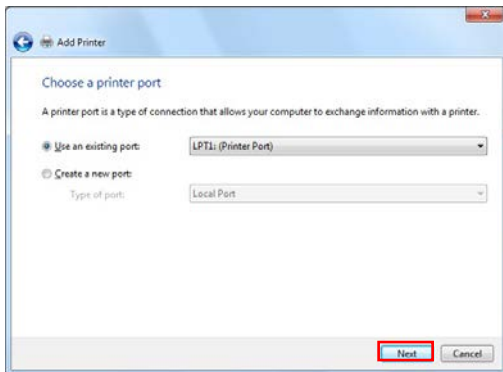 Add Printer
Choose a printer port
A printer port is a type of connection that allows your computer to exchange information with a printer.
Use an existing port: LPT1: (Printer Port)
Create a new port:
Type of port: Local Port
Next Cancel